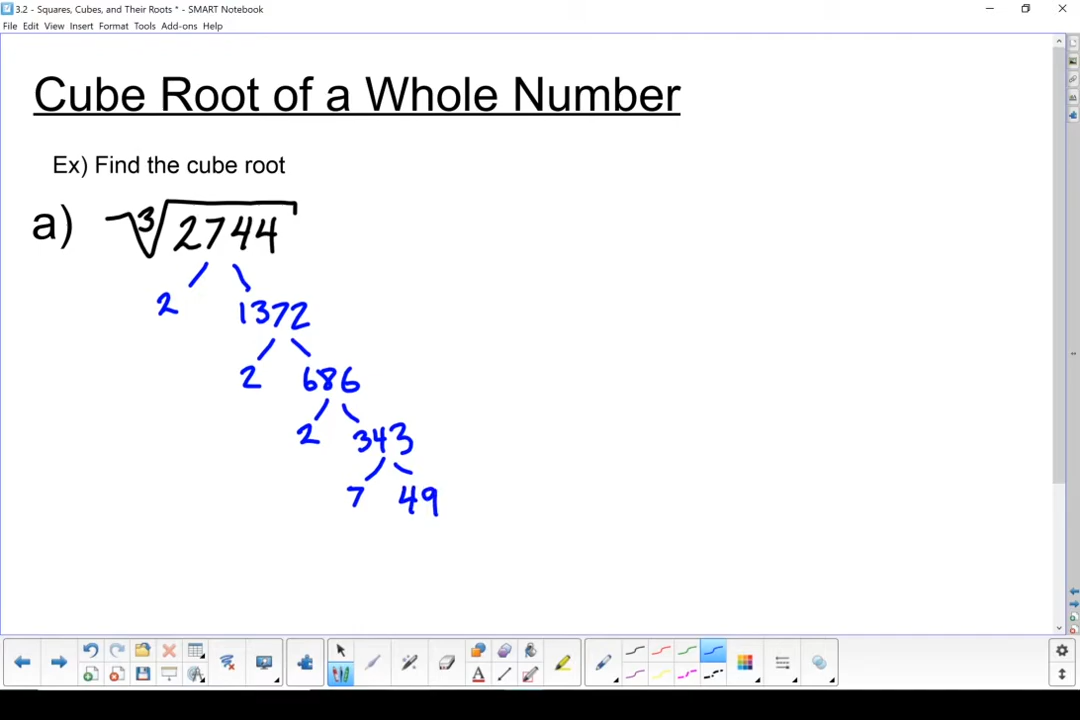 3.2 - Squares, Cubes, and Their Roots * - SMART Notebook
File Edit View Insert Format Tools Add-ons Help
Cube Root of a Whole Number
Ex) Find the cube root
a) ∛2744
2 1372
2 686
2 343
7 49